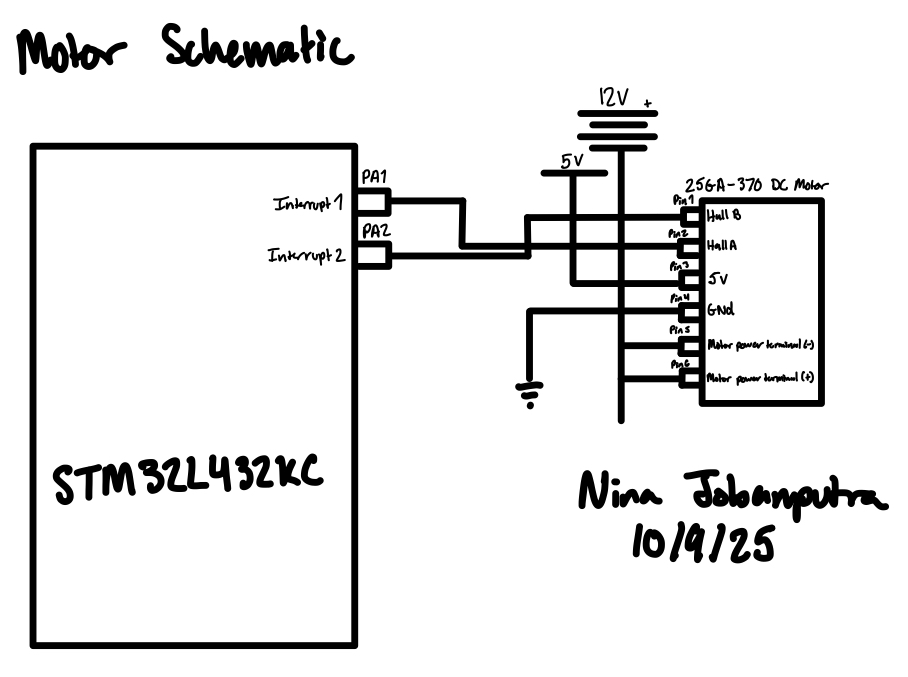 Motor Schematic
12V +
5V
25GA-370 DC Motor
PA1
Interrupt 1
PA2
Interrupt 2
Pin 1
Hall B
Pin 2
Hall A
Pin 3
5V
Pin 4
GNd
Pin 5
Motor power terminal (-)
Pin 6
Motor power terminal (+)
STM32L432KC
Nina Jobanputra
10/9/25